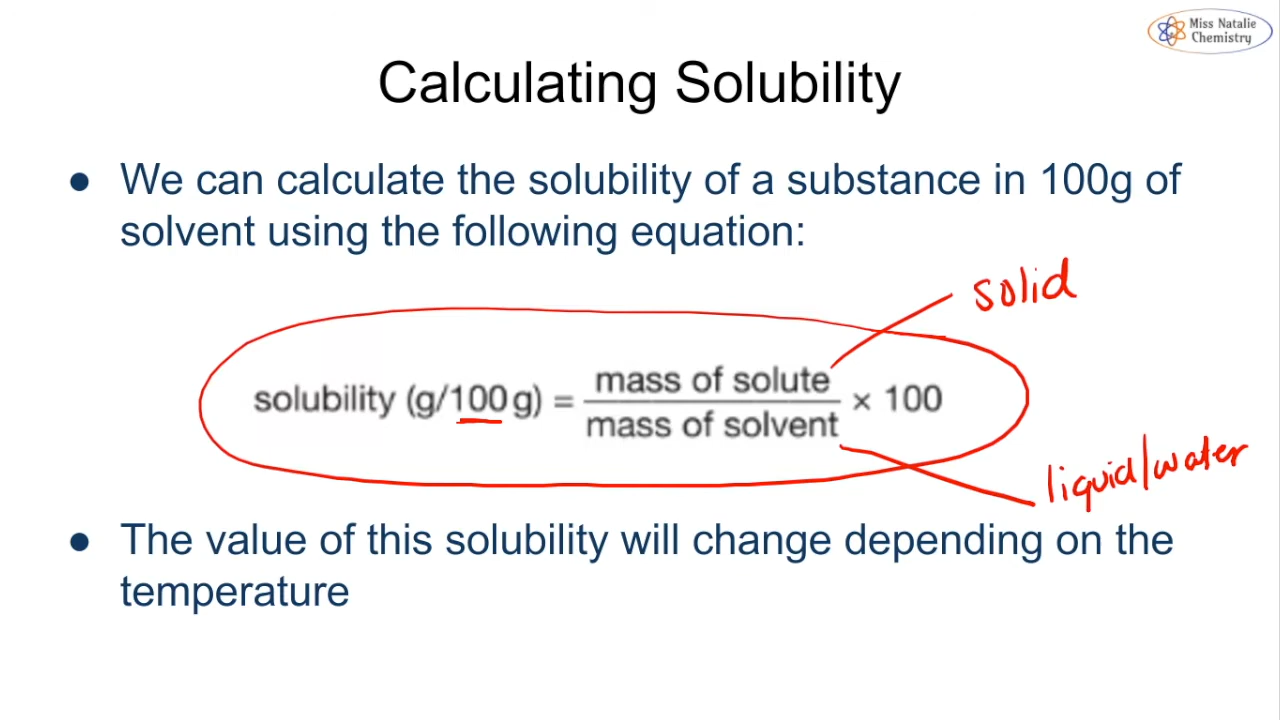 Miss Natalie
Chemistry
Calculating Solubility
● We can calculate the solubility of a substance in 100g of
solvent using the following equation:
solid
solubility (g/100g) = mass of solute / mass of solvent × 100
liquid/water
● The value of this solubility will change depending on the
temperature